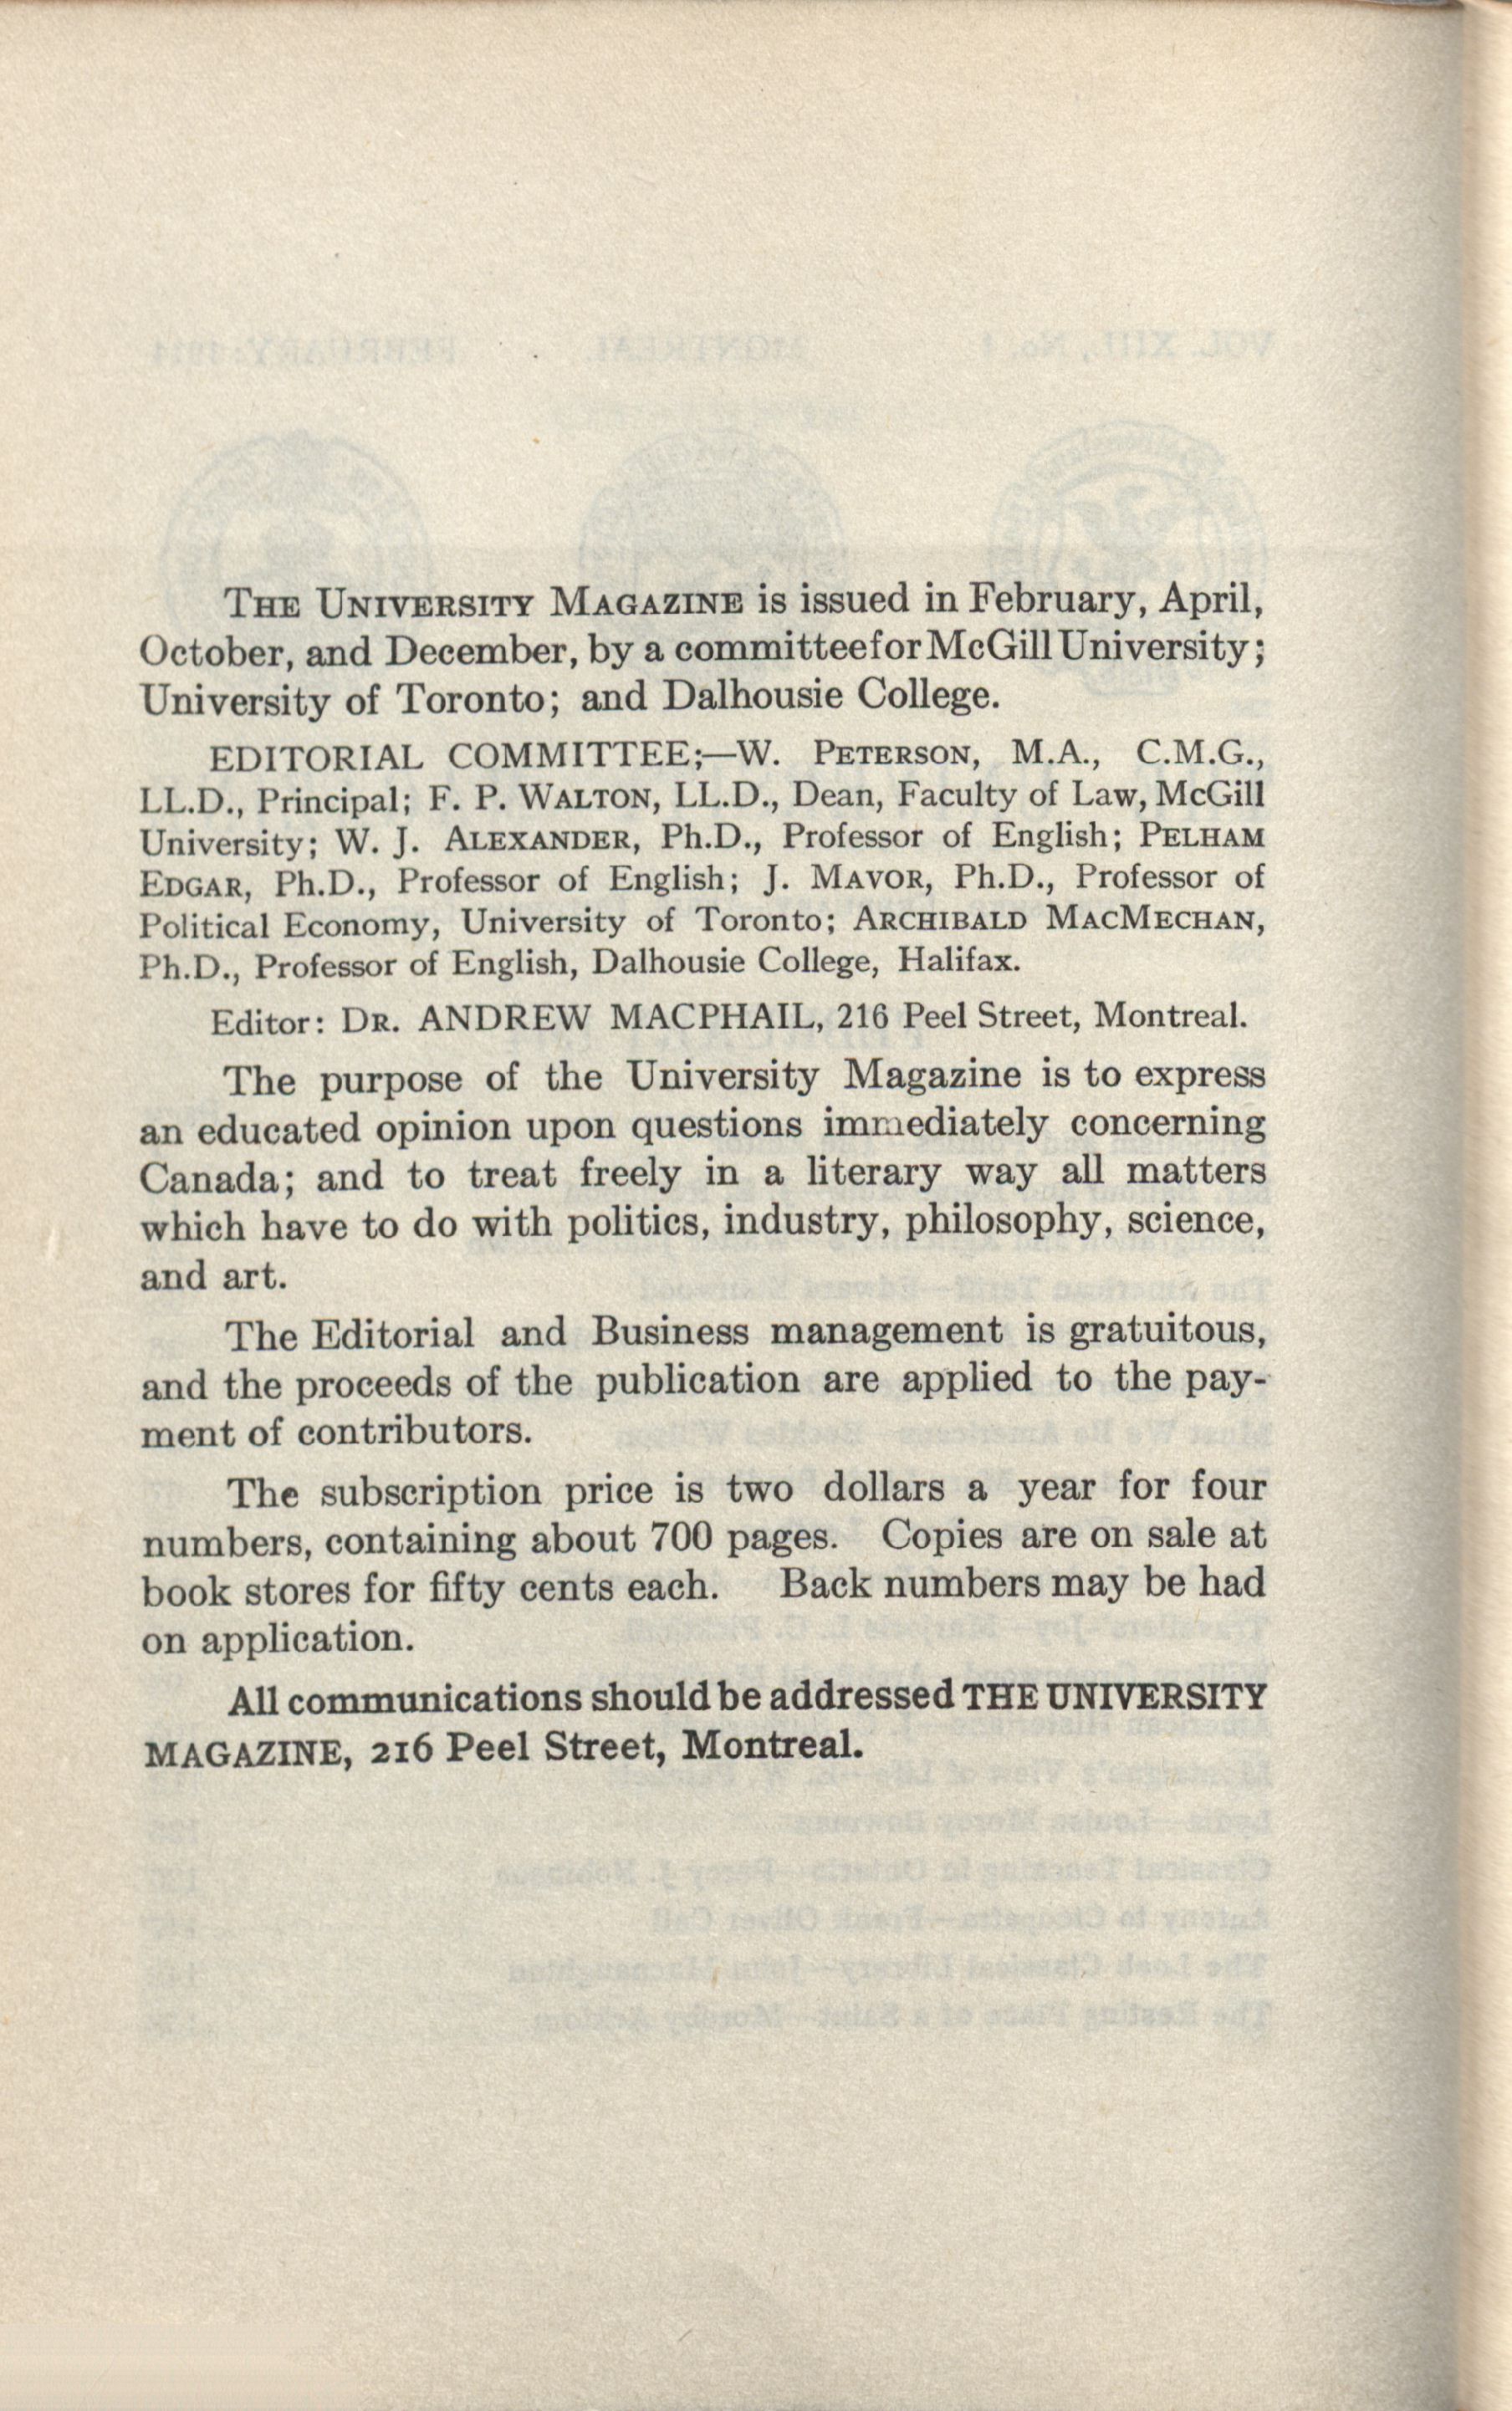 THE UNIVERSITY MAGAZINE is issued in February, April,
October, and December, by a committee for McGill University;
University of Toronto; and Dalhousie College.
EDITORIAL COMMITTEE;—W. PETERSON, M.A., C.M.G.,
LL.D., Principal; F. P. WALTON, LL.D., Dean, Faculty of Law, McGill
University; W. J. ALEXANDER, Ph.D., Professor of English; PELHAM
EDGAR, Ph.D., Professor of English; J. MAVOR, Ph.D., Professor of
Political Economy, University of Toronto; ARCHIBALD MACMECHAN,
Ph.D., Professor of English, Dalhousie College, Halifax.
Editor: DR. ANDREW MACPHAIL, 216 Peel Street, Montreal.
The purpose of the University Magazine is to express
an educated opinion upon questions immediately concerning
Canada; and to treat freely in a literary way all matters
which have to do with politics, industry, philosophy, science,
and art.
The Editorial and Business management is gratuitous,
and the proceeds of the publication are applied to the pay-
ment of contributors.
The subscription price is two dollars a year for four
numbers, containing about 700 pages. Copies are on sale at
book stores for fifty cents each. Back numbers may be had
on application.
All communications should be addressed THE UNIVERSITY
MAGAZINE, 216 Peel Street, Montreal.